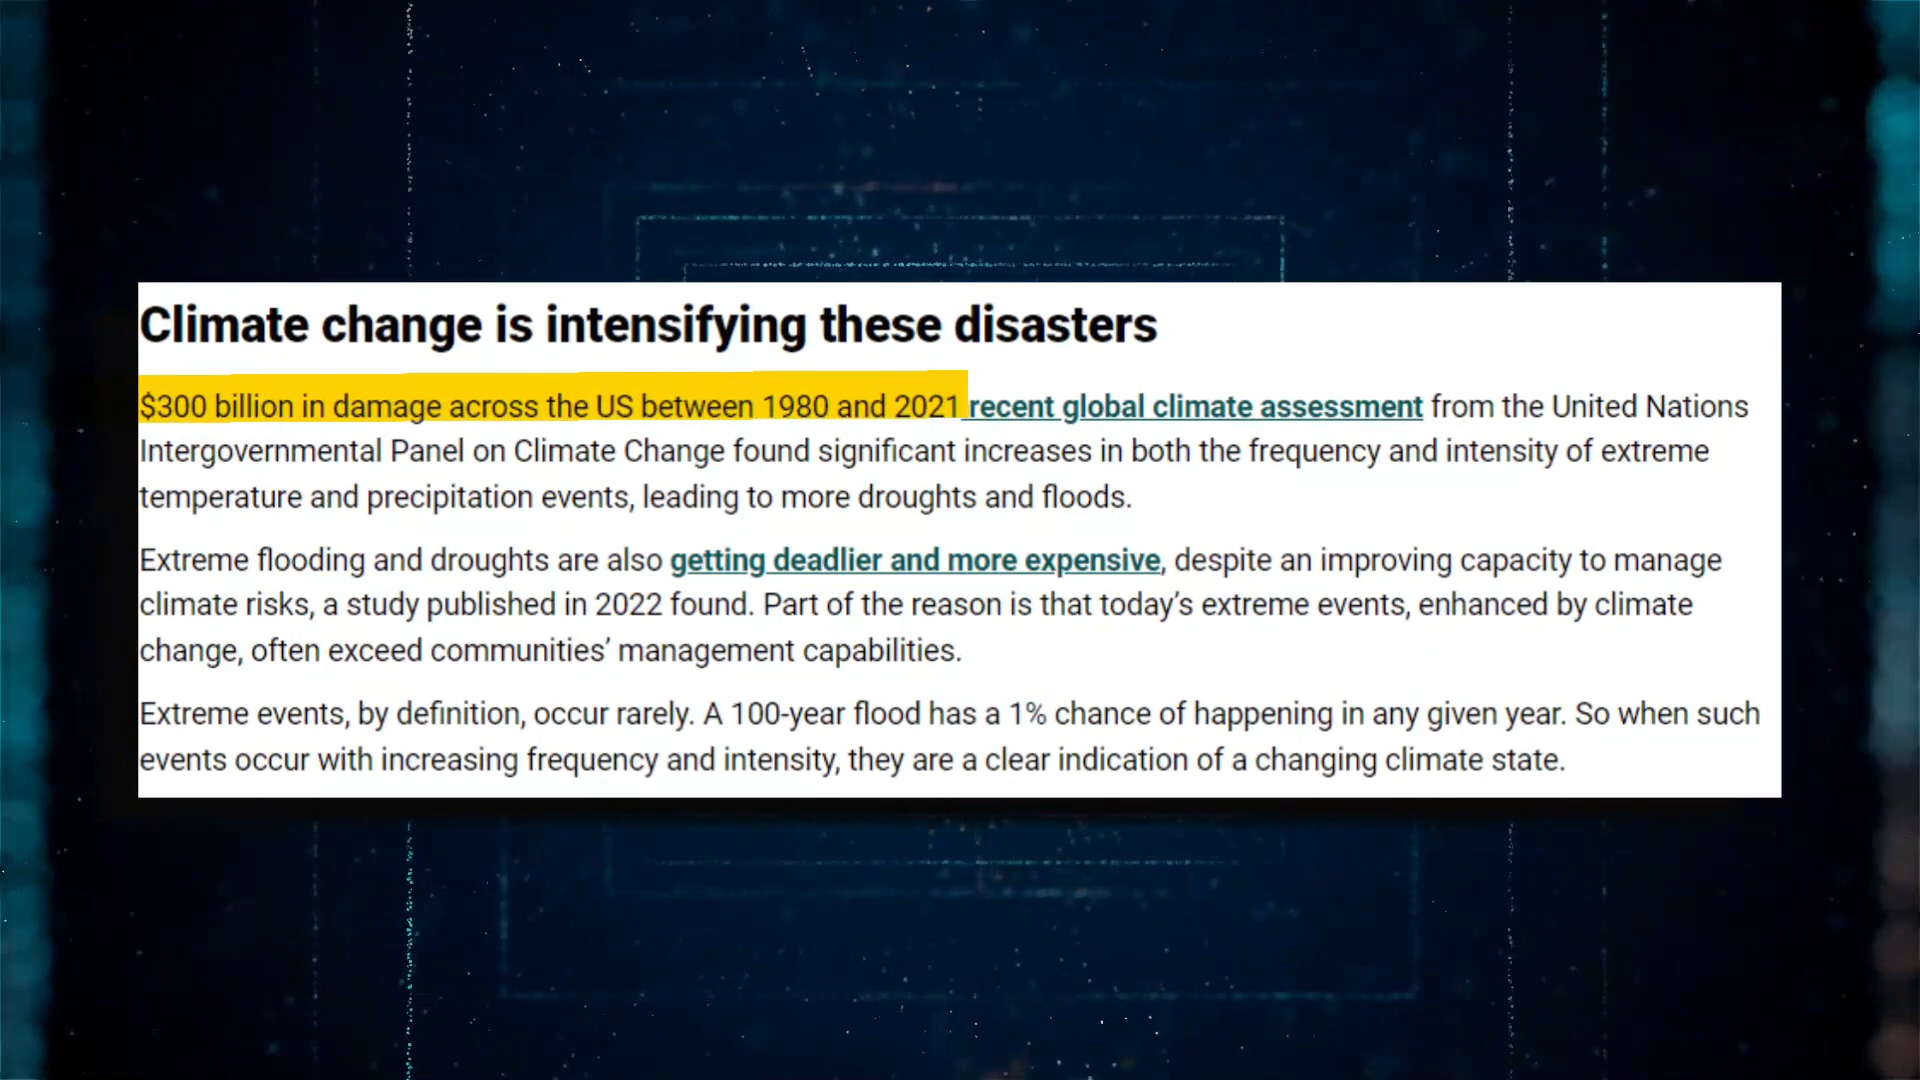 Climate change is intensifying these disasters
$300 billion in damage across the US between 1980 and 2021 recent global climate assessment from the United Nations
Intergovernmental Panel on Climate Change found significant increases in both the frequency and intensity of extreme
temperature and precipitation events, leading to more droughts and floods.
Extreme flooding and droughts are also getting deadlier and more expensive, despite an improving capacity to manage
climate risks, a study published in 2022 found. Part of the reason is that today’s extreme events, enhanced by climate
change, often exceed communities’ management capabilities.
Extreme events, by definition, occur rarely. A 100-year flood has a 1% chance of happening in any given year. So when such
events occur with increasing frequency and intensity, they are a clear indication of a changing climate state.